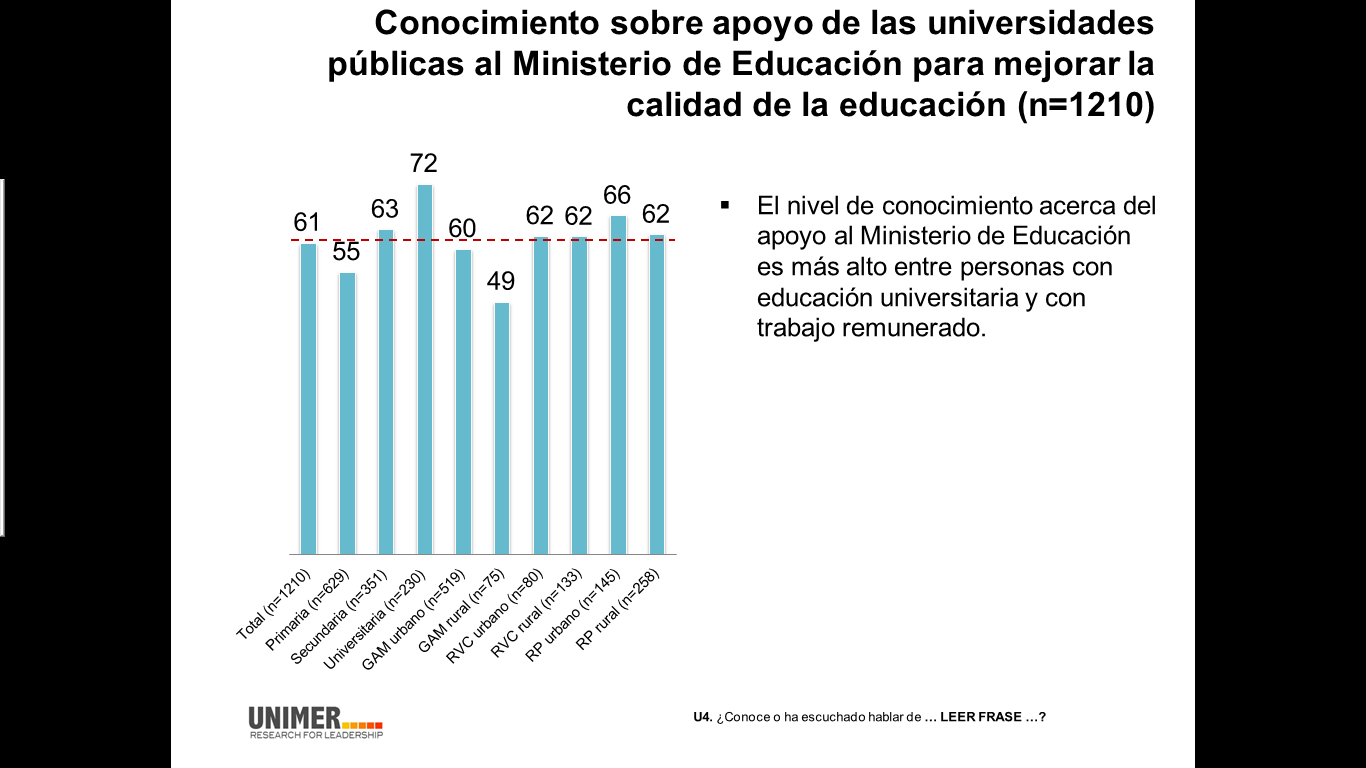 Conocimiento sobre apoyo de las universidades
públicas al Ministerio de Educación para mejorar la
calidad de la educación (n=1210)
61
55
63
72
60
49
62
62
66
62
Total (n=1210)
Primaria (n=629)
Secundaria (n=351)
Universitaria (n=230)
GAM urbano (n=519)
GAM rural (n=75)
RVC urbano (n=80)
RVC rural (n=133)
RP urbano (n=145)
RP rural (n=258)
▪ El nivel de conocimiento acerca del
apoyo al Ministerio de Educación
es más alto entre personas con
educación universitaria y con
trabajo remunerado.
UNIMER
RESEARCH FOR LEADERSHIP
U4. ¿Conoce o ha escuchado hablar de … LEER FRASE …?